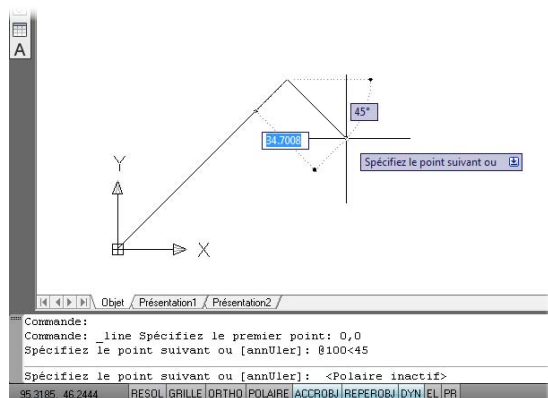 A
45°
34.7008
Spécifiez le point suivant ou
Y
X
Objet Présentation1 Présentation2
Commande:
Commande: _line Spécifiez le premier point: 0,0
Spécifiez le point suivant ou [annUler]: @100<45
Spécifiez le point suivant ou [annUler]: <Polaire inactif>
95.3185, 46.2444 RESOL GRILLE ORTHO POLAIRE ACCROBJ REPEROBJ DYN EL PR